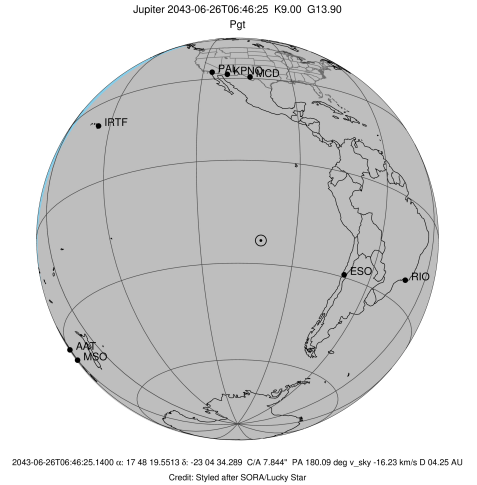 Jupiter 2043-06-26T06:46:25 K9.00 G13.90
Pgt
PAL
KPNO
MCD
IRTF
ESO
RIO
AAT
MSO
2043-06-26T06:46:25.1400 α: 17 48 19.5513 δ: -23 04 34.289 C/A 7.844" PA 180.09 deg v_sky -16.23 km/s D 04.25 AU
Credit: Styled after SORA/Lucky Star